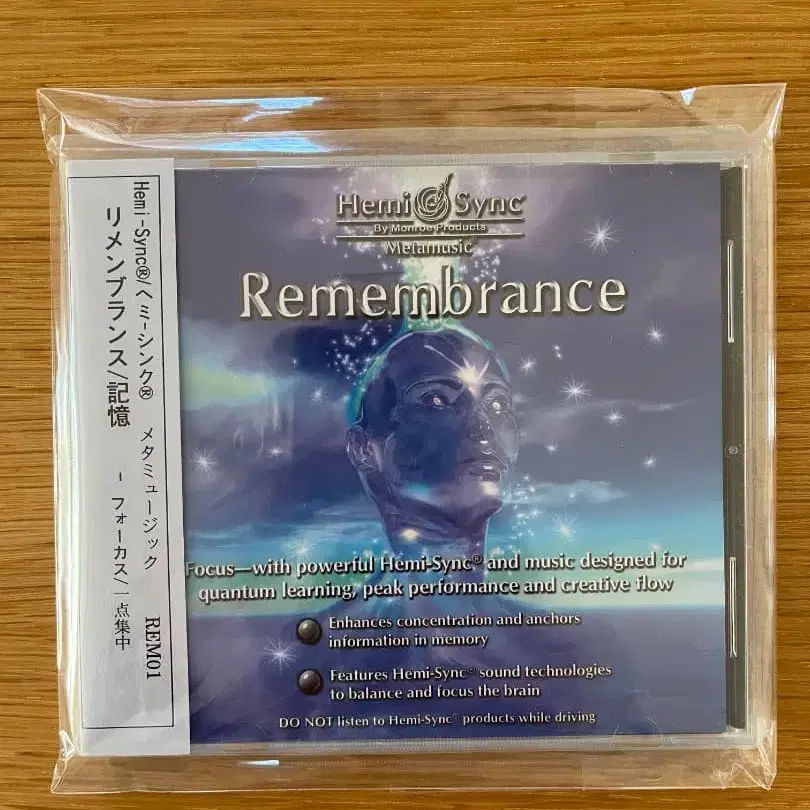 Hemi-Sync®/ヘミ-シンク® メタミュージック REM01
リメンブランス/記憶 - フォーカス/一点集中
Hemi Sync®
By Monroe Products
Metamusic
Remembrance
Focus—with powerful Hemi-Sync® and music designed for
quantum learning, peak performance and creative flow
Enhances concentration and anchors
information in memory
Features Hemi-Sync® sound technologies
to balance and focus the brain
DO NOT listen to Hemi-Sync® products while driving